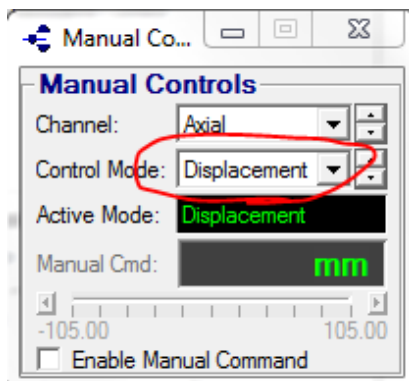 Manual Co...
Manual Controls
Channel: Axial
Control Mode: Displacement
Active Mode: Displacement
Manual Cmd: mm
-105.00 105.00
Enable Manual Command